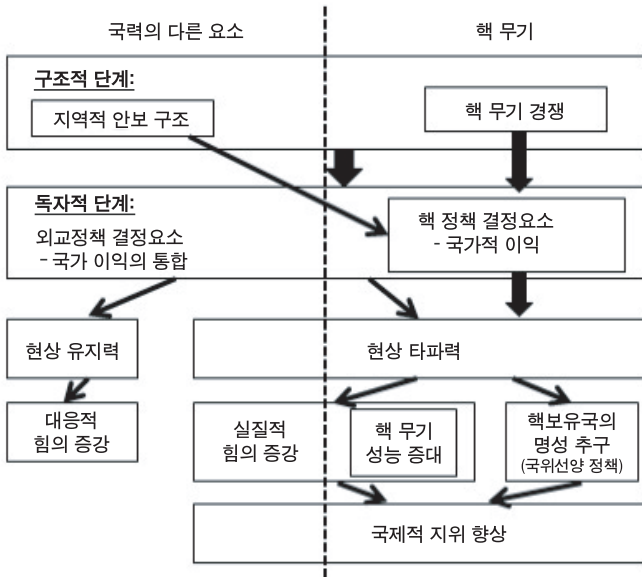 국력의 다른 요소
핵 무기
구조적 단계:
지역적 안보 구조
핵 무기 경쟁
독자적 단계:
외교정책 결정요소
- 국가 이익의 통합
핵 정책 결정요소
- 국가적 이익
현상 유지력
현상 타파력
대응적
힘의 증강
실질적
힘의 증강
핵 무기
성능 증대
핵보유국의
명성 추구
(국위선양 정책)
국제적 지위 향상